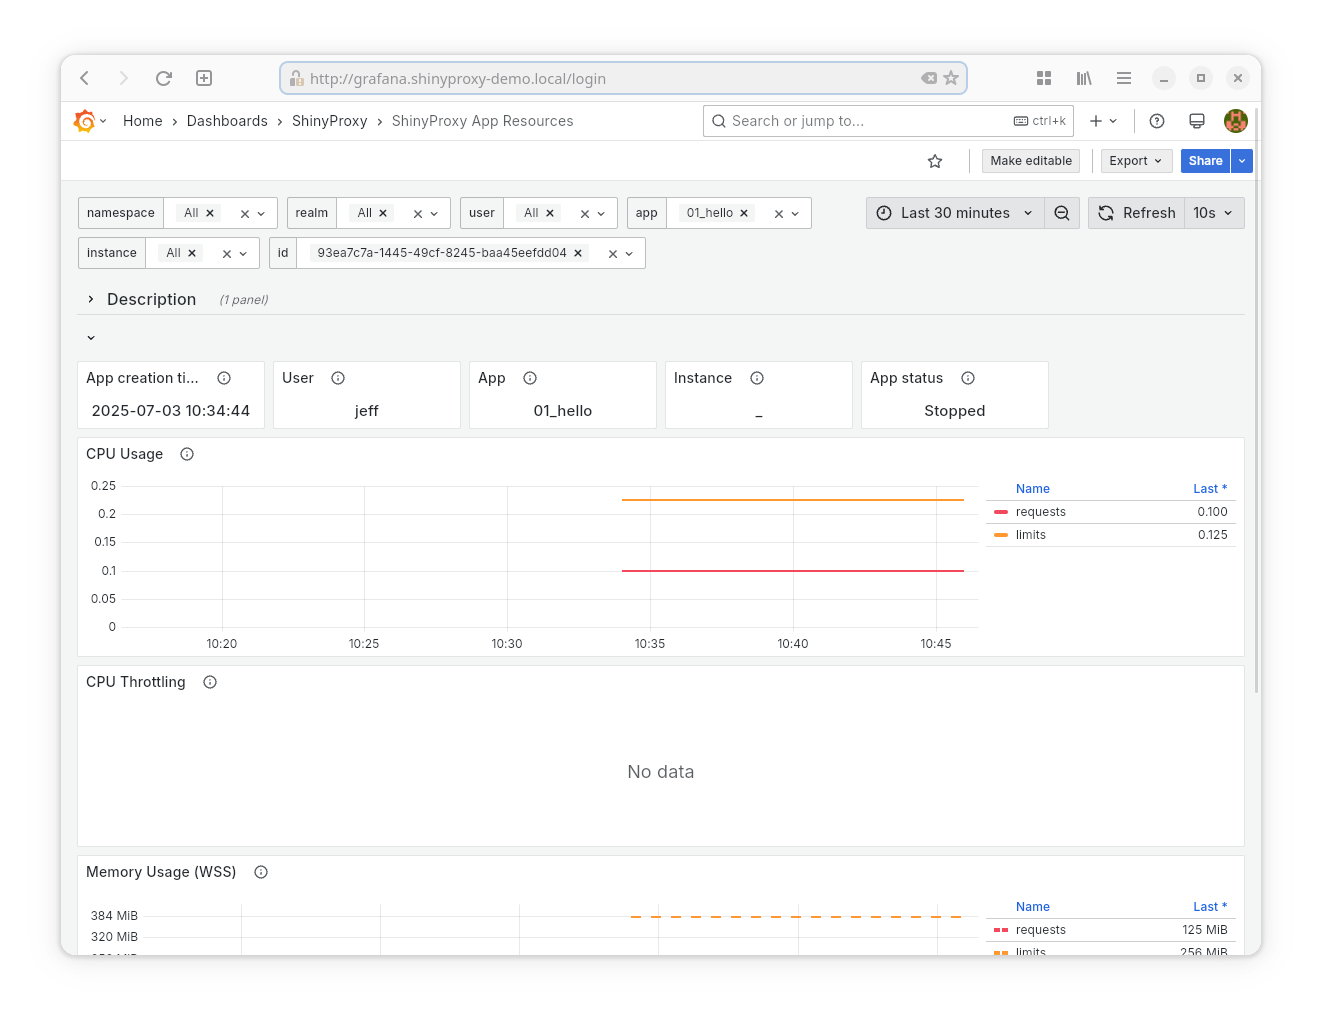 http://grafana.shinyproxy-demo.local/login
Home › Dashboards › ShinyProxy › ShinyProxy App Resources
Search or jump to...
ctrl+k
Make editable
Export
Share
namespace All
realm All
user All
app 01_hello
Last 30 minutes
Refresh 10s
instance All
id 93ea7c7a-1445-49cf-8245-baa45eefdd04
Description (1 panel)
App creation ti...
2025-07-03 10:34:44
User
jeff
App
01_hello
Instance
_
App status
Stopped
CPU Usage
0.25
0.2
0.15
0.1
0.05
0
10:20 10:25 10:30 10:35 10:40 10:45
Name Last *
requests 0.100
limits 0.125
CPU Throttling
No data
Memory Usage (WSS)
384 MiB
320 MiB
Name Last *
requests 125 MiB
limits 256 MiB